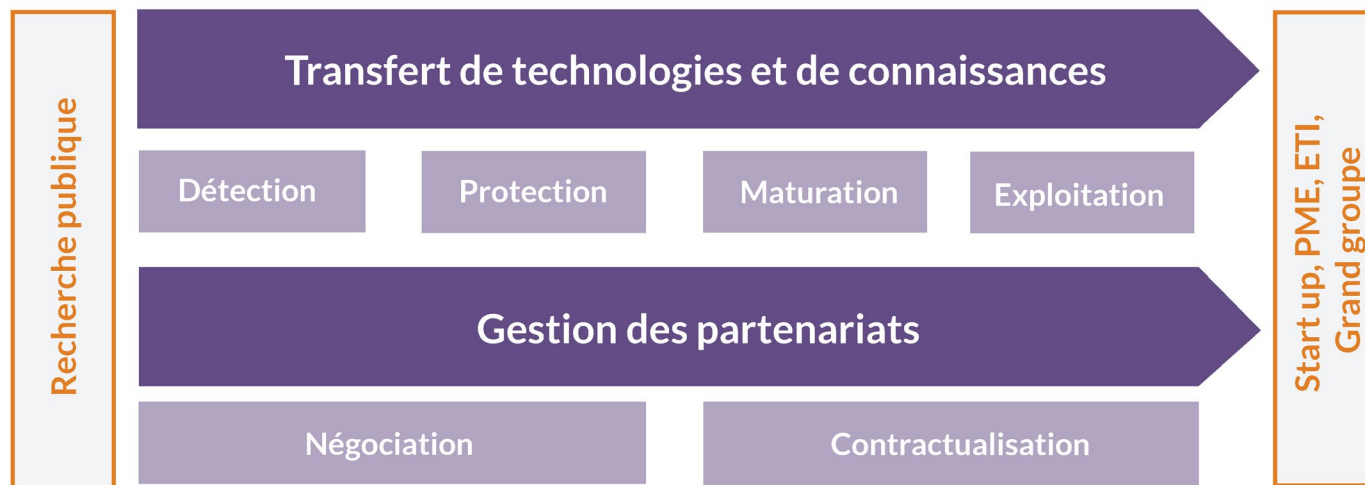 Recherche publique
Transfert de technologies et de connaissances
Détection
Protection
Maturation
Exploitation
Gestion des partenariats
Négociation
Contractualisation
Start up, PME, ETI,
Grand groupe